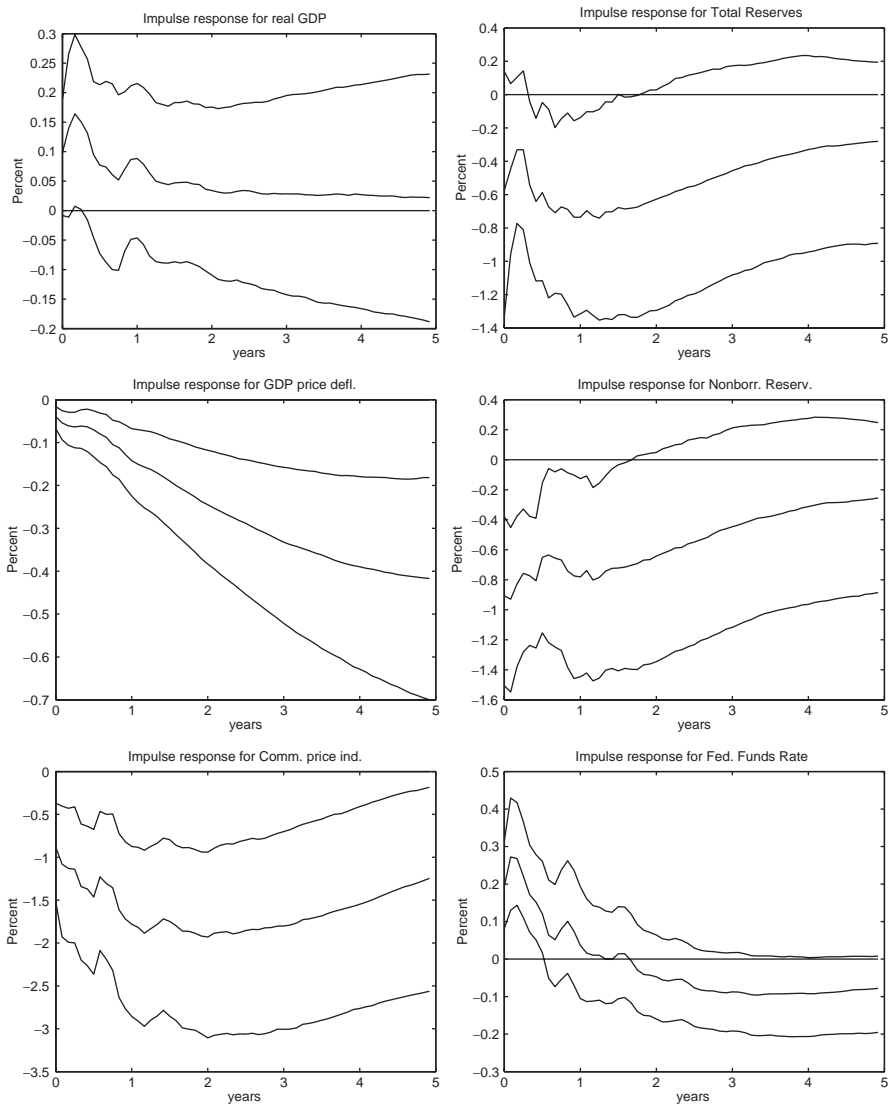 Impulse response for real GDP
0.3
0.25
0.2
0.15
0.1
0.05
0
−0.05
−0.1
−0.15
−0.2
Percent
0 1 2 3 4 5
years
Impulse response for Total Reserves
0.4
0.2
0
−0.2
−0.4
−0.6
−0.8
−1
−1.2
−1.4
Percent
0 1 2 3 4 5
years
Impulse response for GDP price defl.
0
−0.1
−0.2
−0.3
−0.4
−0.5
−0.6
−0.7
Percent
0 1 2 3 4 5
years
Impulse response for Nonborr. Reserv.
0.4
0.2
0
−0.2
−0.4
−0.6
−0.8
−1
−1.2
−1.4
−1.6
Percent
0 1 2 3 4 5
years
Impulse response for Comm. price ind.
0
−0.5
−1
−1.5
−2
−2.5
−3
−3.5
Percent
0 1 2 3 4 5
years
Impulse response for Fed. Funds Rate
0.5
0.4
0.3
0.2
0.1
0
−0.1
−0.2
−0.3
Percent
0 1 2 3 4 5
years